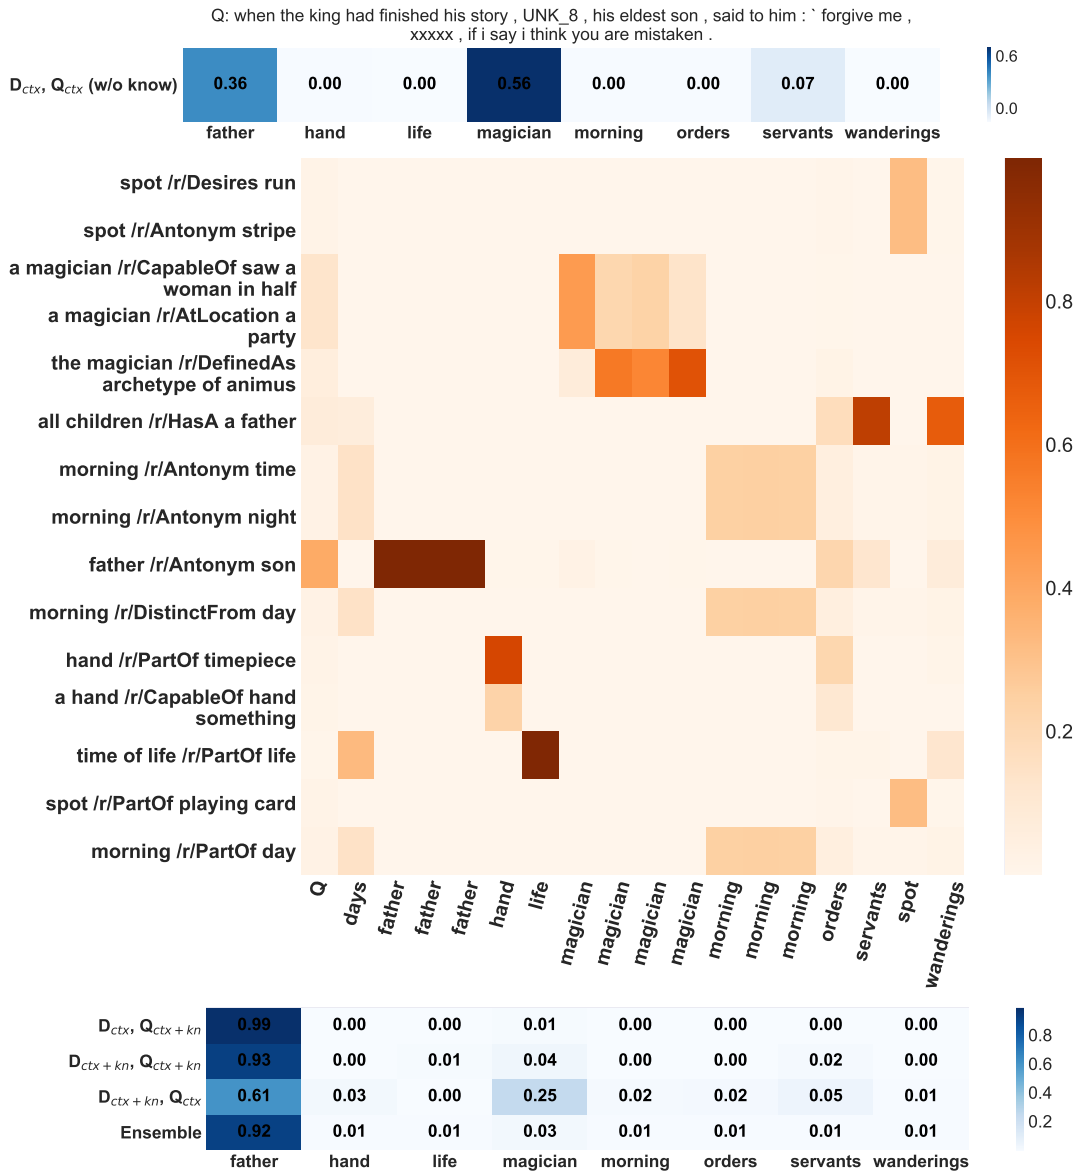 Q: when the king had finished his story , UNK_8 , his eldest son , said to him : ` forgive me ,
xxxxx , if i say i think you are mistaken .
D_ctx, Q_ctx (w/o know)
0.36 0.00 0.00 0.56 0.00 0.00 0.07 0.00
father hand life magician morning orders servants wanderings
0.6
0.0
spot /r/Desires run
spot /r/Antonym stripe
a magician /r/CapableOf saw a
woman in half
a magician /r/AtLocation a
party
the magician /r/DefinedAs
archetype of animus
all children /r/HasA a father
morning /r/Antonym time
morning /r/Antonym night
father /r/Antonym son
morning /r/DistinctFrom day
hand /r/PartOf timepiece
a hand /r/CapableOf hand
something
time of life /r/PartOf life
spot /r/PartOf playing card
morning /r/PartOf day
0.8
0.6
0.4
0.2
Q days father father father hand life magician magician magician magician morning morning morning orders servants spot wanderings
D_ctx, Q_ctx+kn 0.99 0.00 0.00 0.01 0.00 0.00 0.00 0.00
D_ctx+kn, Q_ctx+kn 0.93 0.00 0.01 0.04 0.00 0.00 0.02 0.00
D_ctx+kn, Q_ctx 0.61 0.03 0.00 0.25 0.02 0.02 0.05 0.01
Ensemble 0.92 0.01 0.01 0.03 0.01 0.01 0.01 0.01
father hand life magician morning orders servants wanderings
0.8
0.6
0.4
0.2